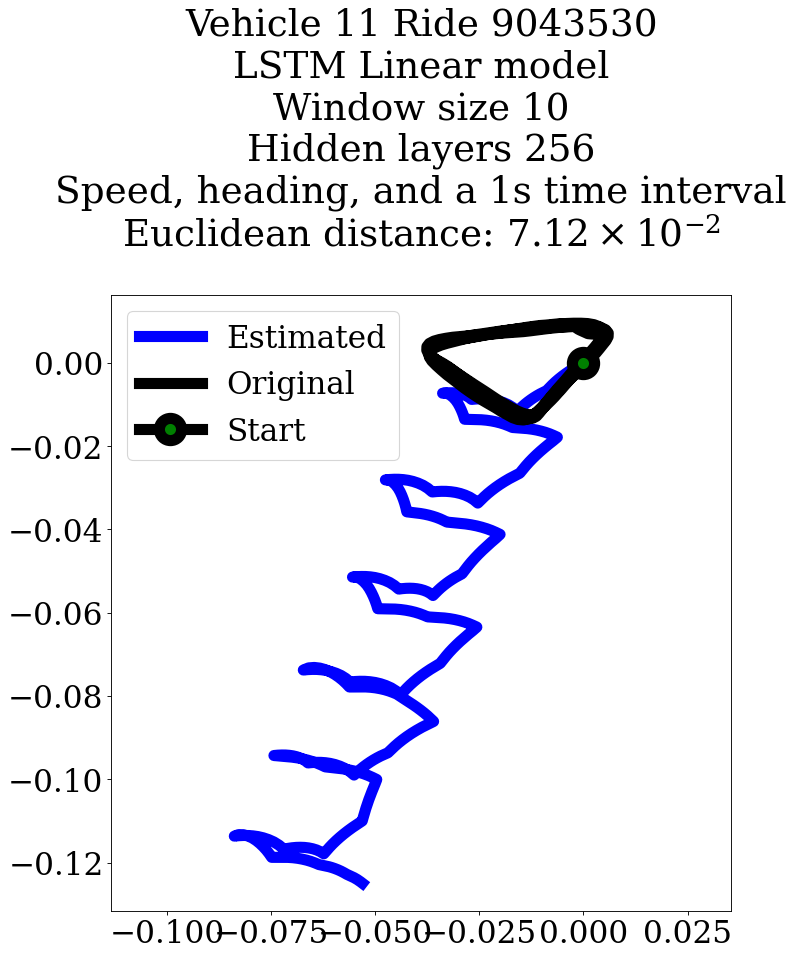 Vehicle 11 Ride 9043530
LSTM Linear model
Window size 10
Hidden layers 256
Speed, heading, and a 1s time interval
Euclidean distance: 7.12 × 10⁻²
Estimated
Original
Start
0.00
−0.02
−0.04
−0.06
−0.08
−0.10
−0.12
−0.100 −0.075 −0.050 −0.025 0.000 0.025